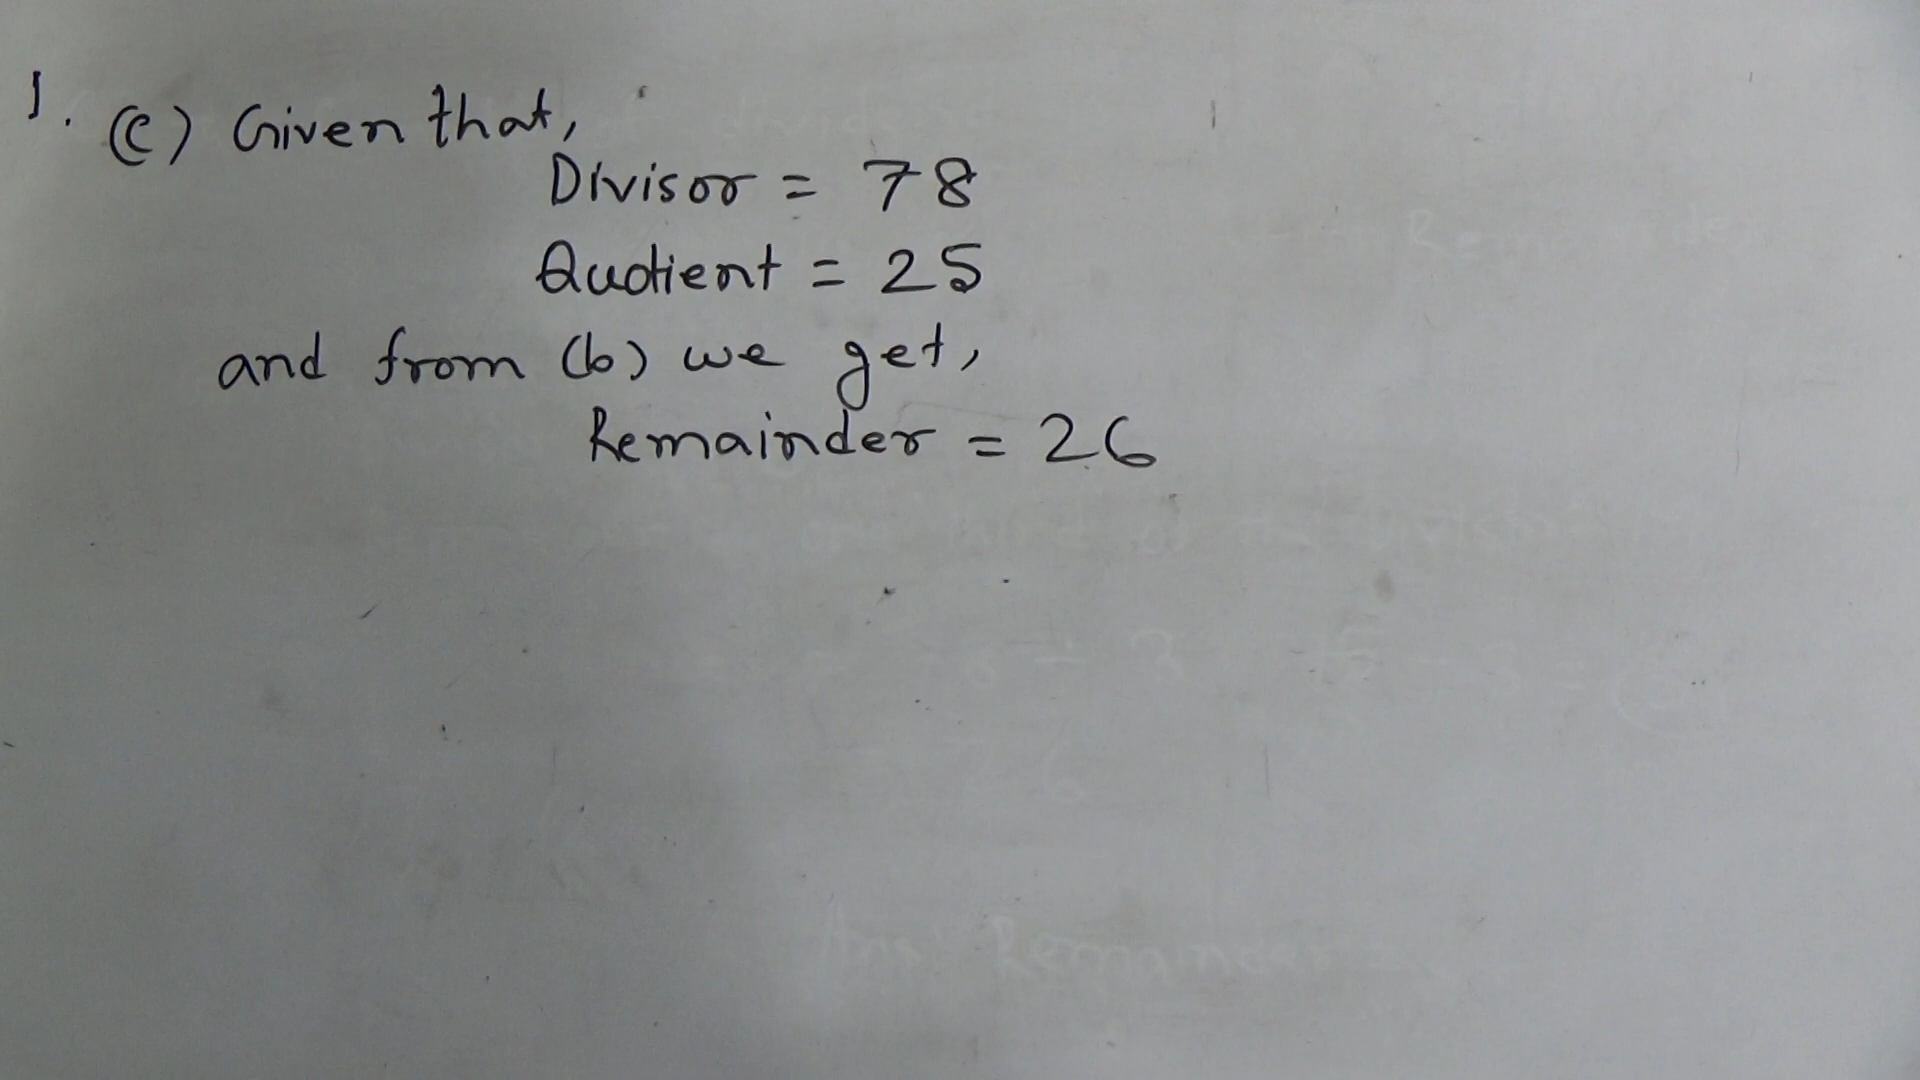 1. (c) Given that,
Divisor = 78
Quotient = 25
and from (b) we get,
Remainder = 26